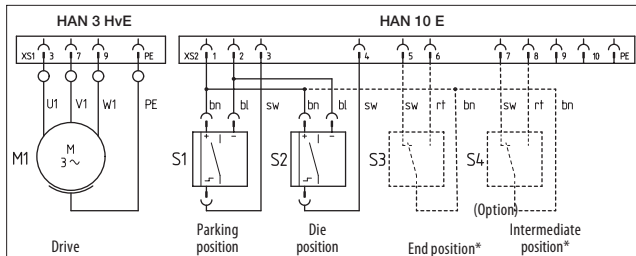 HAN 3 HvE HAN 10 E
XS1 3 7 9 PE XS2 1 2 3 4 5 6 7 8 9 10 PE
U1 V1 W1 PE bn bl sw bn bl sw sw rt bn sw rt bn
M1 M 3~ S1 + - S2 + - S3 S4
(Option)
Drive Parking position Die position End position* Intermediate position*